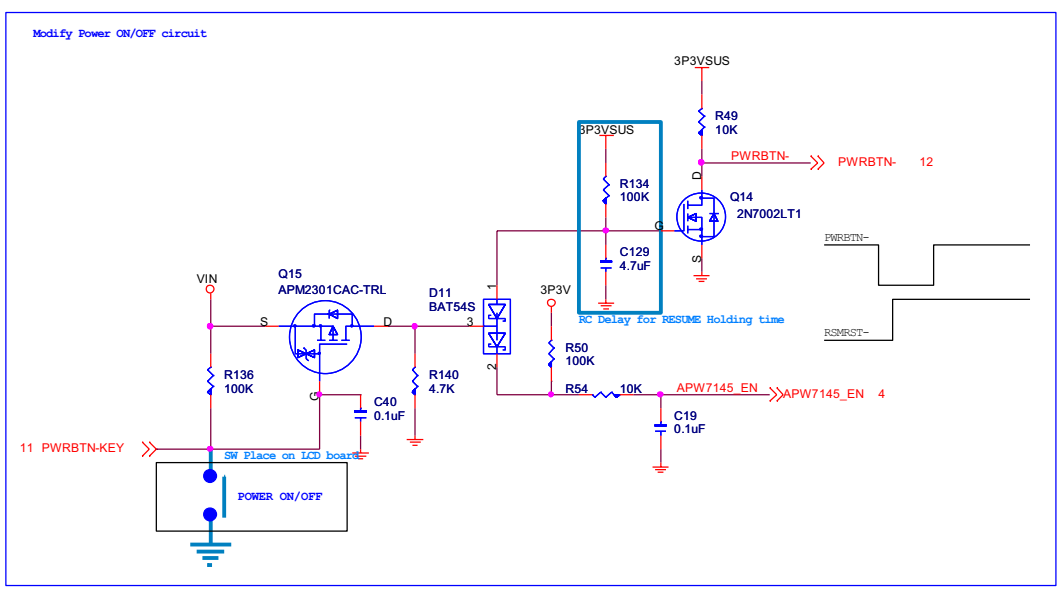 Modify Power ON/OFF circuit
3P3VSUS
R49
10K
3P3VSUS
PWRBTN-
PWRBTN- 12
D
R134
100K
Q14
2N7002LT1
G
C129
4.7uF
S
PWRBTN-
RSMRST-
RC Delay for RESUME Holding time
VIN
Q15
APM2301CAC-TRL
S
D
G
D11
BAT54S
1
3
2
3P3V
R50
100K
R136
100K
R140
4.7K
C40
0.1uF
R54
10K
APW7145_EN
APW7145_EN 4
C19
0.1uF
11 PWRBTN-KEY
SW Place on LCD board
POWER ON/OFF